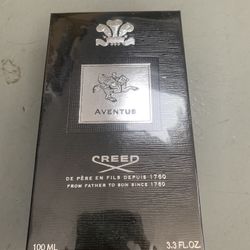 AVENTUS
CREED
DE PÈRE EN FILS DEPUIS 1760
FROM FATHER TO SON SINCE 1760
100 ML 3.3 FL.OZ.